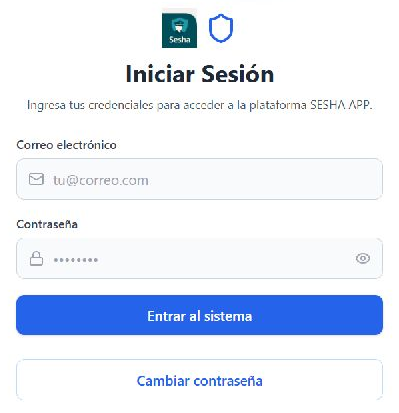 Sesha
Iniciar Sesión
Ingresa tus credenciales para acceder a la plataforma SESHA APP.
Correo electrónico
tu@correo.com
Contraseña
••••••••
Entrar al sistema
Cambiar contraseña